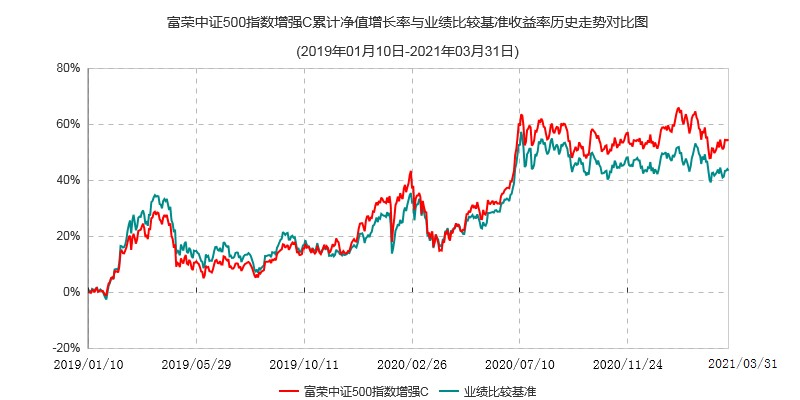 富荣中证500指数增强C累计净值增长率与业绩比较基准收益率历史走势对比图
(2019年01月10日-2021年03月31日)
80%
60%
40%
20%
0%
-20%
2019/01/10 2019/05/29 2019/10/11 2020/02/26 2020/07/10 2020/11/24 2021/03/31
富荣中证500指数增强C 业绩比较基准